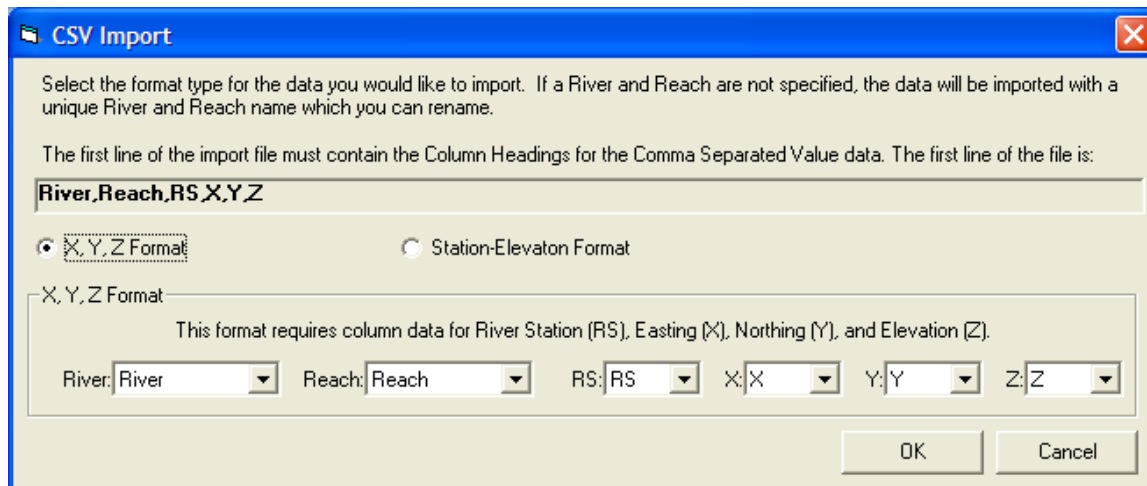 CSV Import
Select the format type for the data you would like to import. If a River and Reach are not specified, the data will be imported with a
unique River and Reach name which you can rename.
The first line of the import file must contain the Column Headings for the Comma Separated Value data. The first line of the file is:
River,Reach,RS,X,Y,Z
X, Y, Z Format Station-Elevaton Format
X, Y, Z Format
This format requires column data for River Station (RS), Easting (X), Northing (Y), and Elevation (Z).
River: River Reach: Reach RS: RS X: X Y: Y Z: Z
OK Cancel